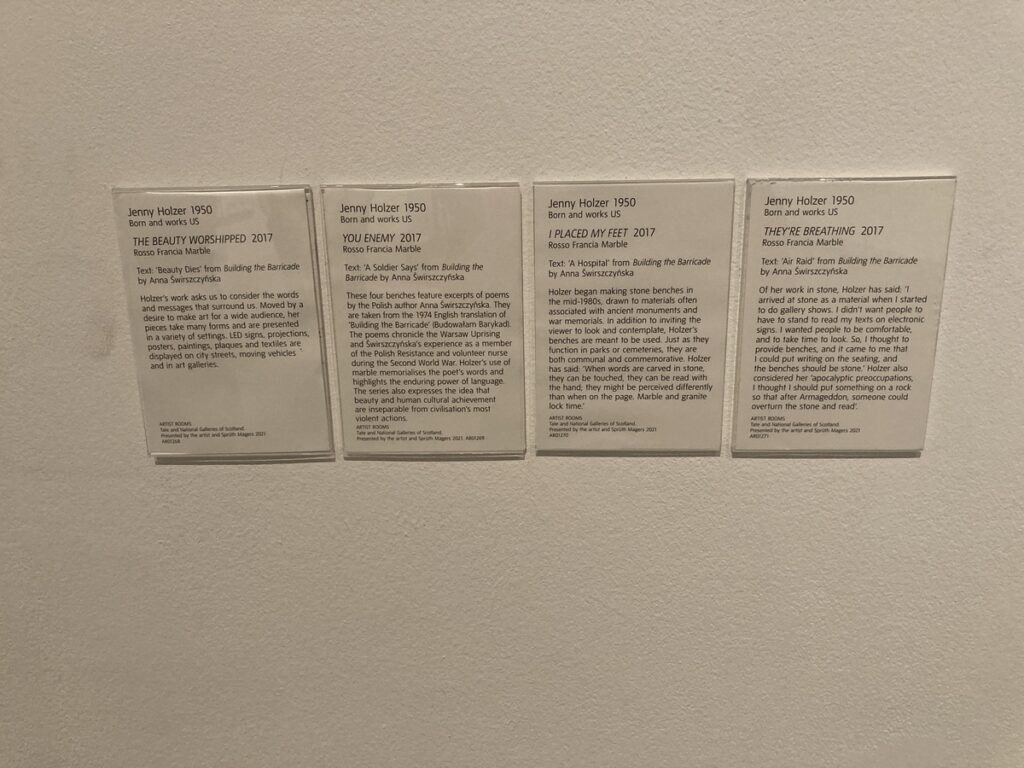 Jenny Holzer 1950
Born and works US
THE BEAUTY WORSHIPPED 2017
Rosso Francia Marble
Text: 'Beauty Dies' from Building the Barricade
by Anna Świrszczyńska
Holzer's work asks us to consider the words
and messages that surround us. Moved by a
desire to make art for a wide audience, her
pieces take many forms and are presented
in a variety of settings. LED signs, projections,
posters, paintings, plaques and textiles are
displayed on city streets, moving vehicles
and in art galleries.
ARTIST ROOMS
Tate and National Galleries of Scotland.
Presented by the artist and Sprüth Magers 2021
AR01268
Jenny Holzer 1950
Born and works US
YOU ENEMY 2017
Rosso Francia Marble
Text: 'A Soldier Says' from Building the
Barricade by Anna Świrszczyńska
These four benches feature excerpts of poems
by the Polish author Anna Świrszczyńska. They
are taken from the 1974 English translation of
'Building the Barricade' (Budowałam Barykad).
The poems chronicle the Warsaw Uprising
and Świrszczyńska's experience as a member
of the Polish Resistance and volunteer nurse
during the Second World War. Holzer's use of
marble memorialises the poet's words and
highlights the enduring power of language.
The series also expresses the idea that
beauty and human cultural achievement
are inseparable from civilisation's most
violent actions.
ARTIST ROOMS
Tate and National Galleries of Scotland.
Presented by the artist and Sprüth Magers 2021. AR01269
Jenny Holzer 1950
Born and works US
I PLACED MY FEET 2017
Rosso Francia Marble
Text: 'A Hospital' from Building the Barricade
by Anna Świrszczyńska
Holzer began making stone benches in
the mid-1980s, drawn to materials often
associated with ancient monuments and
war memorials. In addition to inviting the
viewer to look and contemplate, Holzer's
benches are meant to be used. Just as they
function in parks or cemeteries, they are
both communal and commemorative. Holzer
has said: 'When words are carved in stone,
they can be touched, they can be read with
the hand; they might be perceived differently
than when on the page. Marble and granite
lock time.'
ARTIST ROOMS
Tate and National Galleries of Scotland.
Presented by the artist and Sprüth Magers 2021
AR01270
Jenny Holzer 1950
Born and works US
THEY'RE BREATHING 2017
Rosso Francia Marble
Text: 'Air Raid' from Building the Barricade
by Anna Świrszczyńska
Of her work in stone, Holzer has said: 'I
arrived at stone as a material when I started
to do gallery shows. I didn't want people to
have to stand to read my texts on electronic
signs. I wanted people to be comfortable,
and to take time to look. So, I thought to
provide benches, and it came to me that
I could put writing on the seating, and
the benches should be stone.' Holzer also
considered her 'apocalyptic preoccupations,
I thought I should put something on a rock
so that after Armageddon, someone could
overturn the stone and read'.
ARTIST ROOMS
Tate and National Galleries of Scotland.
Presented by the artist and Sprüth Magers 2021
AR01271